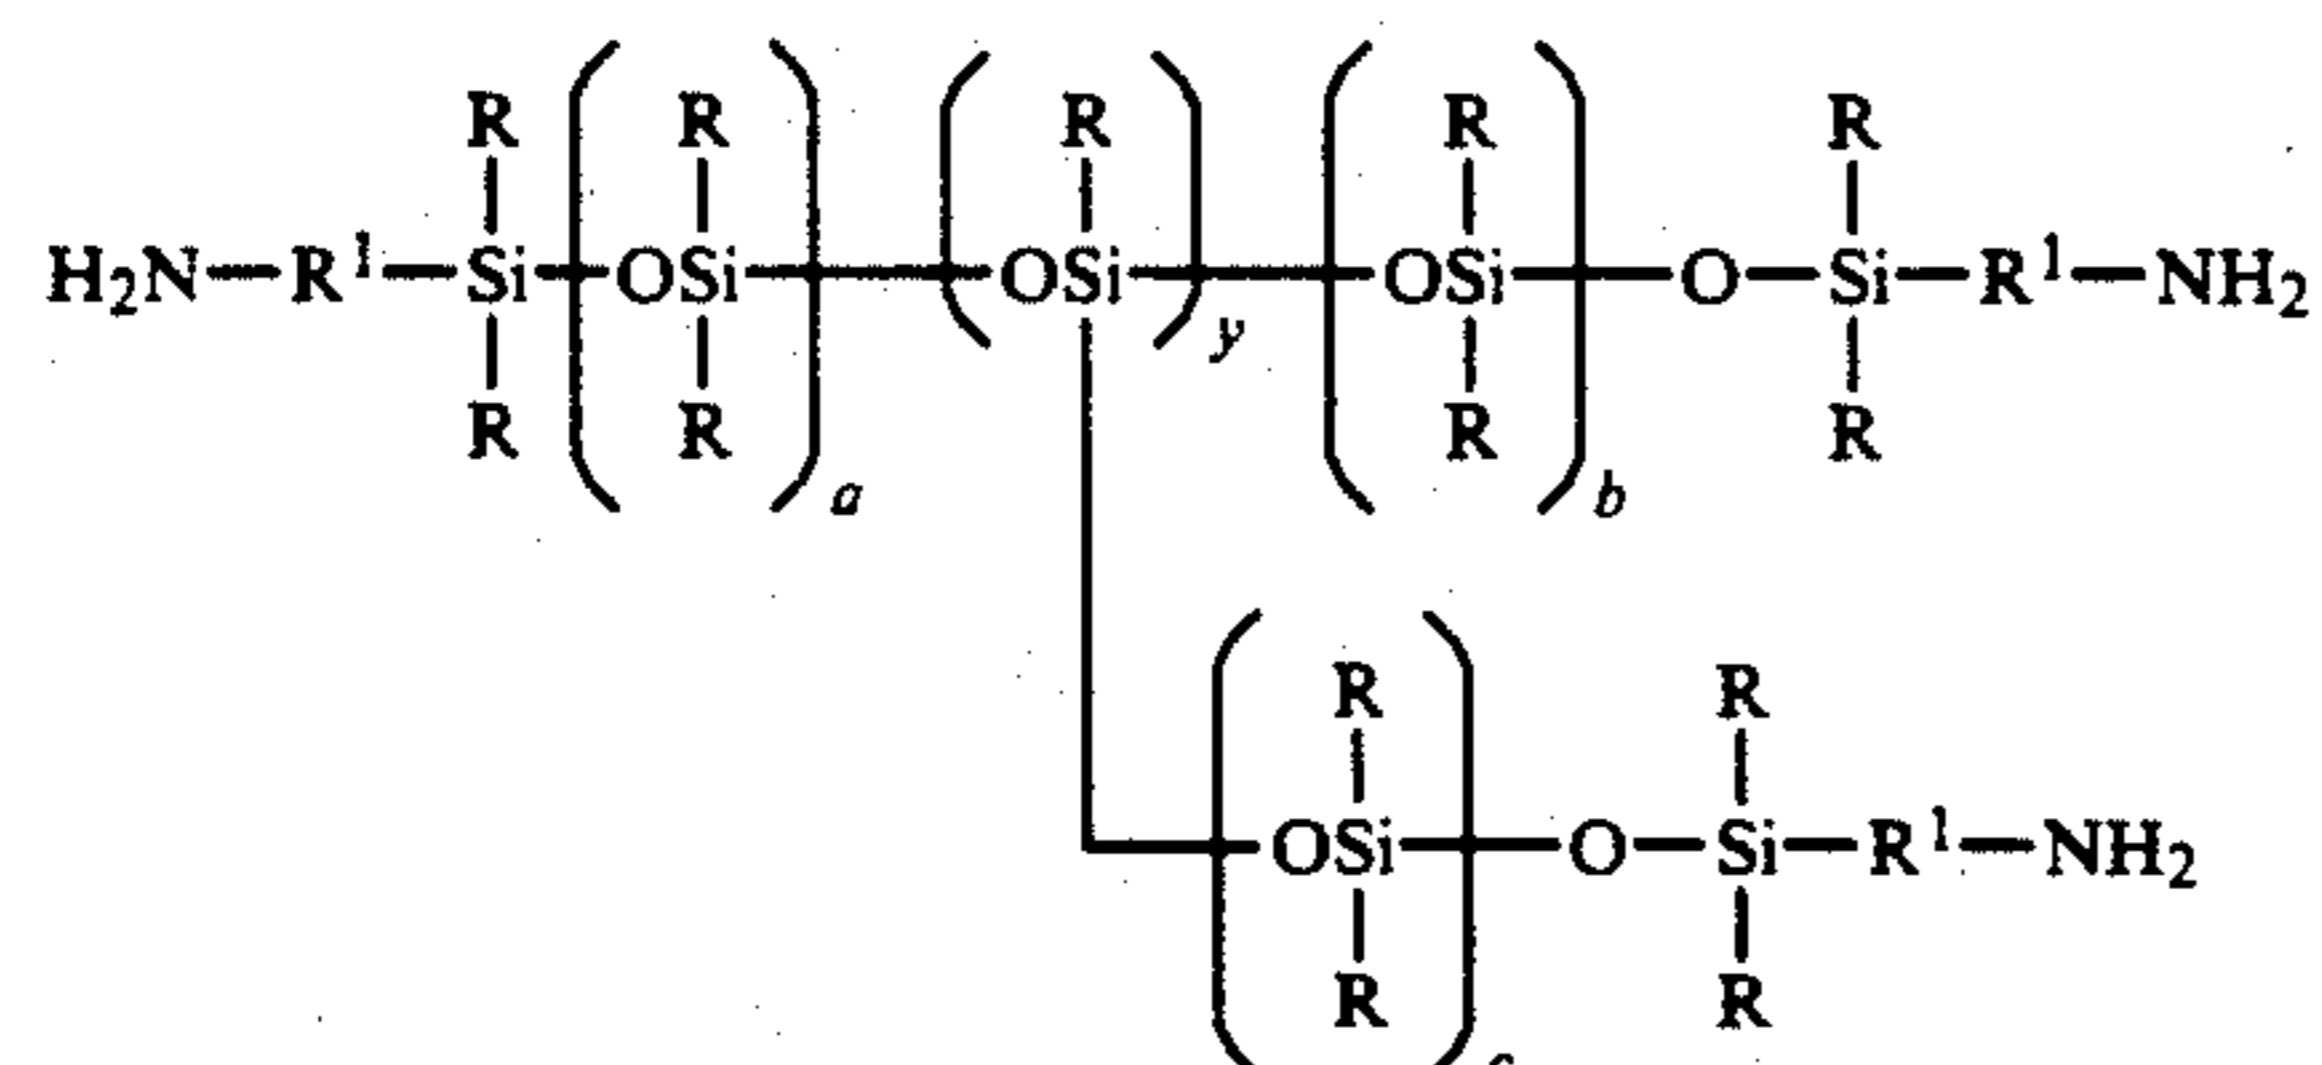 R R R R R
H2N—R1—Si OSi OSi OSi O—Si—R1—NH2
y
R R R R
a b
R R
OSi O—Si—R1—NH2
R R